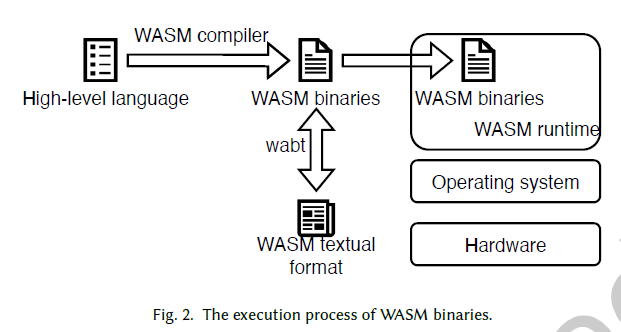 WASM compiler
High-level language
WASM binaries
WASM binaries
WASM runtime
wabt
Operating system
WASM textual
format
Hardware
Fig. 2. The execution process of WASM binaries.